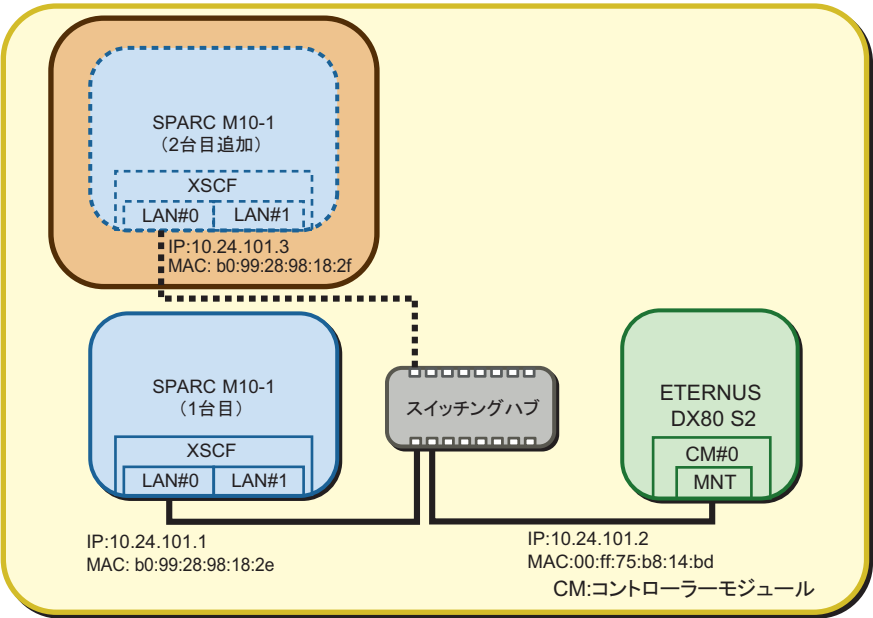 SPARC M10-1
（2台目追加）
XSCF
LAN#0 LAN#1
IP:10.24.101.3
MAC: b0:99:28:98:18:2f
SPARC M10-1
（1台目）
XSCF
LAN#0 LAN#1
IP:10.24.101.1
MAC: b0:99:28:98:18:2e
スイッチングハブ
ETERNUS
DX80 S2
CM#0
MNT
IP:10.24.101.2
MAC:00:ff:75:b8:14:bd
CM:コントローラーモジュール